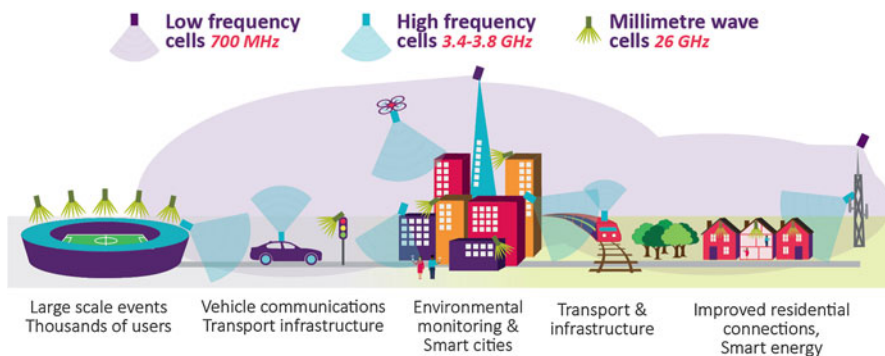 Low frequency
cells 700 MHz
High frequency
cells 3.4-3.8 GHz
Millimetre wave
cells 26 GHz
Large scale events
Thousands of users
Vehicle communications
Transport infrastructure
Environmental
monitoring &
Smart cities
Transport &
infrastructure
Improved residential
connections,
Smart energy